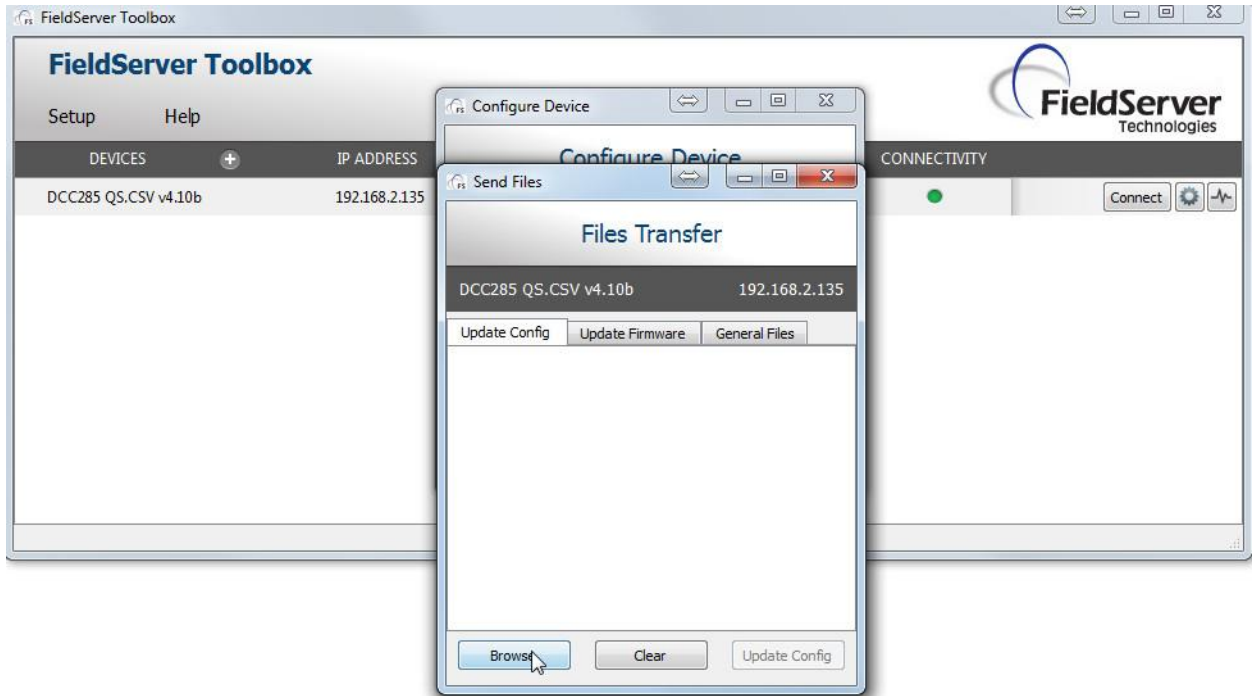 FieldServer Toolbox
FieldServer Toolbox
FieldServer
Technologies
Setup Help
DEVICES IP ADDRESS CONNECTIVITY
DCC285 QS.CSV v4.10b 192.168.2.135 Connect
Configure Device
Configure Device
Send Files
Files Transfer
DCC285 QS.CSV v4.10b 192.168.2.135
Update Config Update Firmware General Files
Browse Clear Update Config